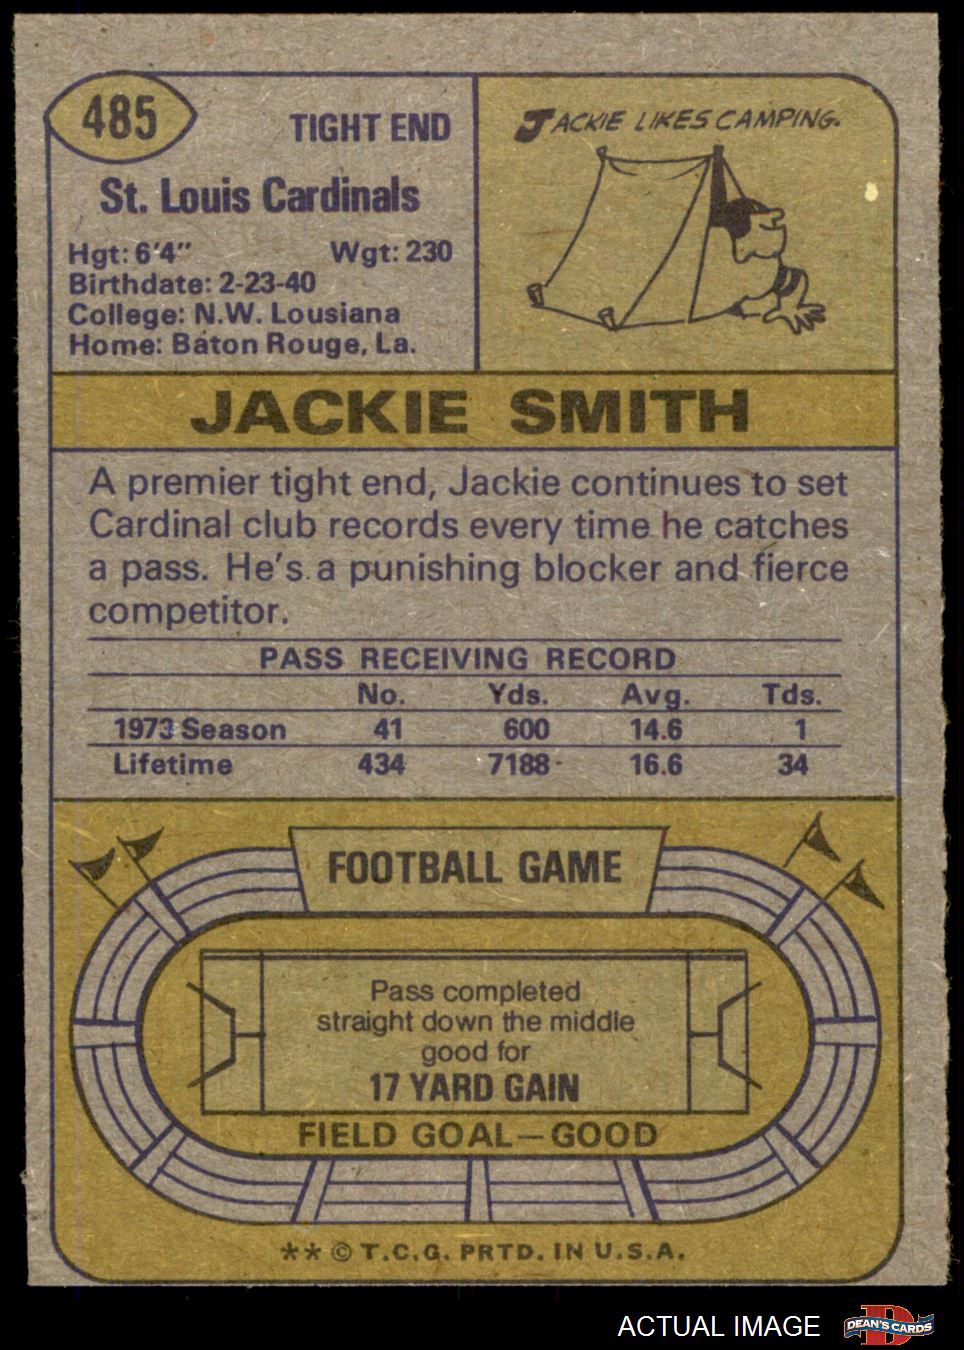 485
TIGHT END
St. Louis Cardinals
Hgt: 6'4" Wgt: 230
Birthdate: 2-23-40
College: N.W. Lousiana
Home: Baton Rouge, La.
JACKIE LIKES CAMPING.
JACKIE SMITH
A premier tight end, Jackie continues to set
Cardinal club records every time he catches
a pass. He's a punishing blocker and fierce
competitor.
PASS RECEIVING RECORD
No. Yds. Avg. Tds.
1973 Season 41 600 14.6 1
Lifetime 434 7188 16.6 34
FOOTBALL GAME
Pass completed
straight down the middle
good for
17 YARD GAIN
FIELD GOAL—GOOD
** © T.C.G. PRTD. IN U.S.A.
ACTUAL IMAGE
D
DEAN'S CARDS